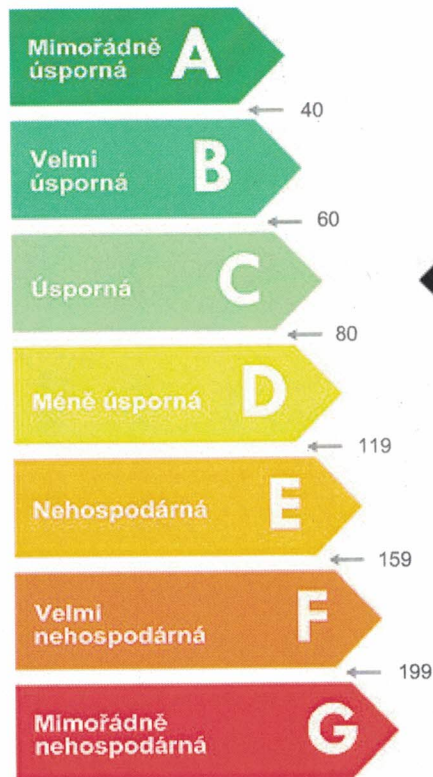 Mimořádně
úsporná
A
40
Velmi
úsporná
B
60
Úsporná
C
80
Méně úsporná
D
119
Nehospodárná
E
159
Velmi
nehospodárná
F
199
Mimořádně
nehospodárná
G